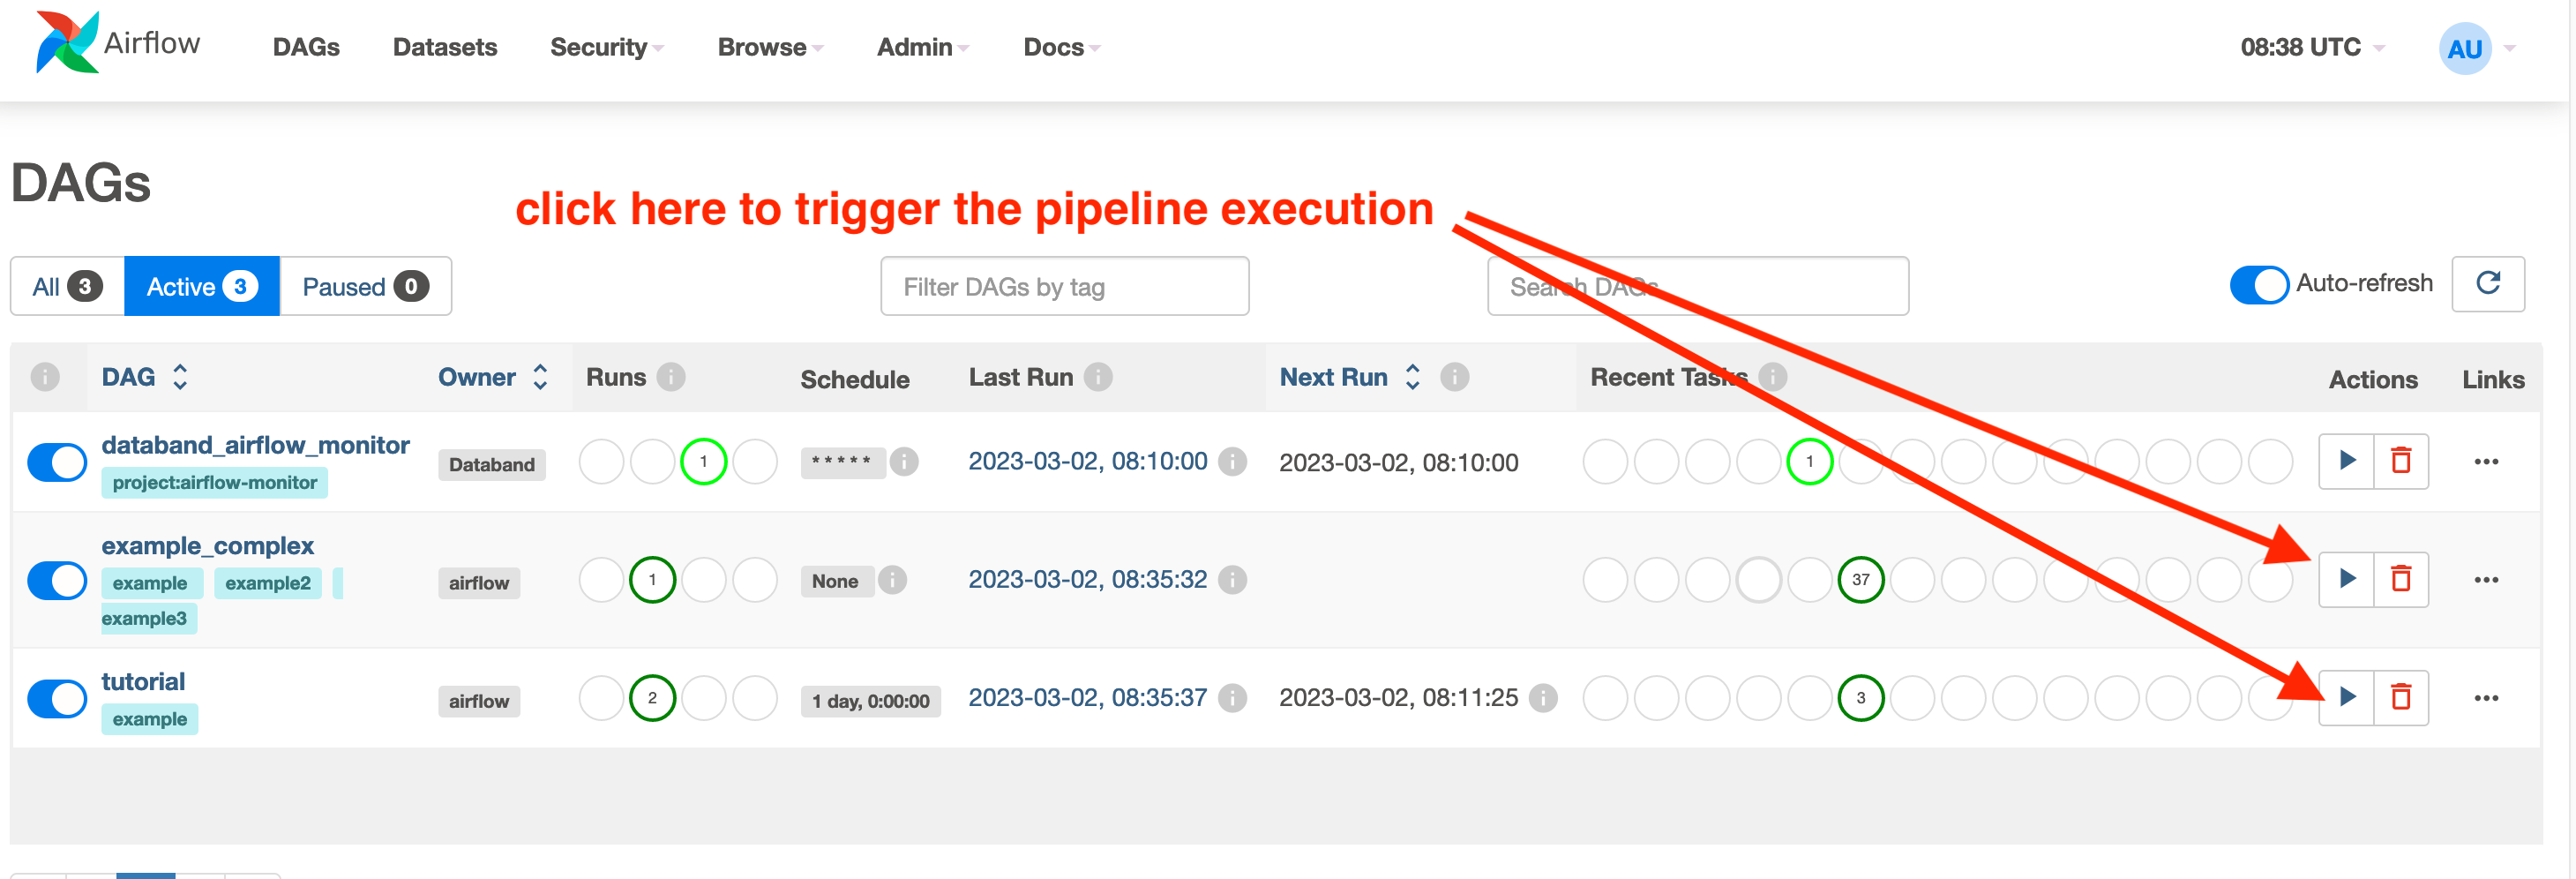 Airflow DAGs Datasets Security Browse Admin Docs 08:38 UTC AU
DAGs
click here to trigger the pipeline execution
All 3 Active 3 Paused 0 Filter DAGs by tag Search DAGs Auto-refresh
i DAG Owner Runs i Schedule Last Run i Next Run i Recent Tasks i Actions Links
databand_airflow_monitor Databand 1 * * * * * i 2023-03-02, 08:10:00 i 2023-03-02, 08:10:00 1 ...
project:airflow-monitor
example_complex airflow 1 None i 2023-03-02, 08:35:32 i 37 ...
example example2
example3
tutorial airflow 2 1 day, 0:00:00 2023-03-02, 08:35:37 i 2023-03-02, 08:11:25 i 3 ...
example